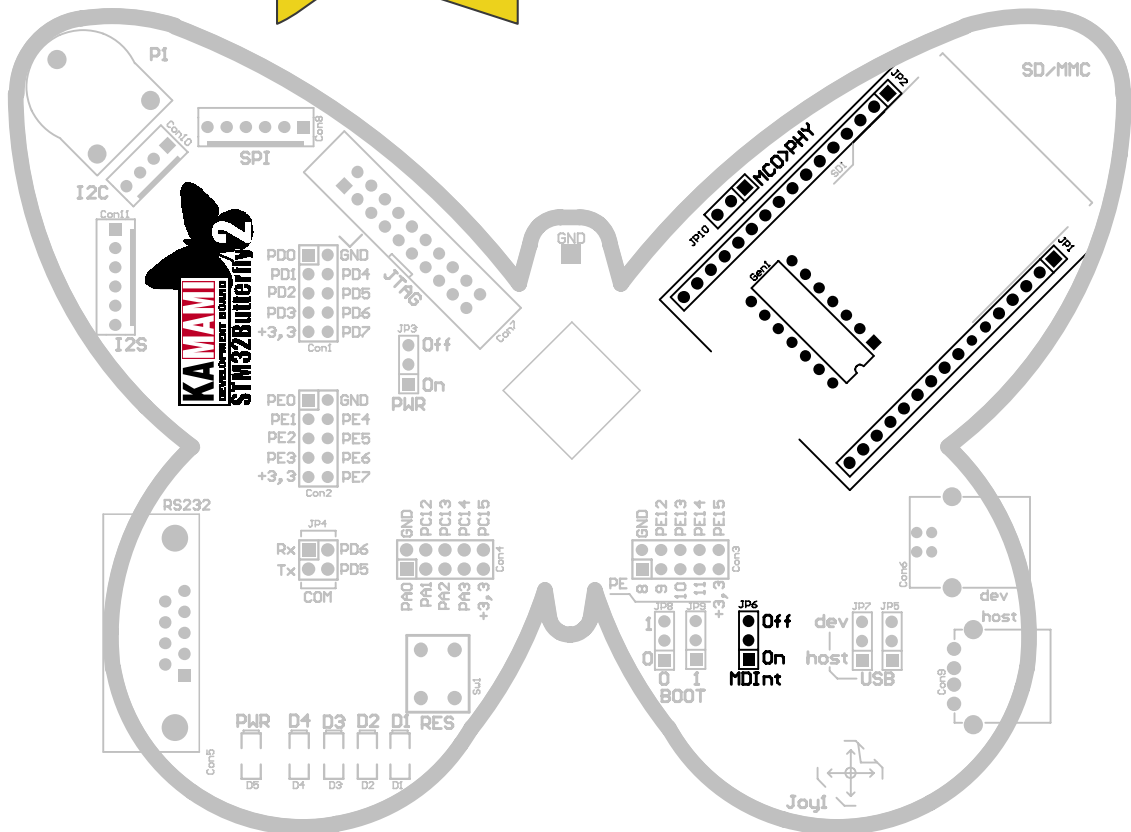 P1
SD/MMC
JP2
Con10
Con8
SPI
MCO>PHY
SDI
I2C
Con11
JP10
GND
JP1
PD0 GND
PD1 PD4
PD2 PD5
PD3 PD6
+3,3 PD7
Con1
JTAG
Con7
Gen1
I2S
KAMAMI
DEVELOPMENT BOARD
STM32Butterfly2
JP3
Off
On
PWR
PE0 GND
PE1 PE4
PE2 PE5
PE3 PE6
+3,3 PE7
Con2
RS232
JP4
Rx PD6
Tx PD5
COM
GND PC12 PC13 PC14 PC15
Con4
PA0 PA1 PA2 PA3 +3,3
GND PE12 PE13 PE14 PE15
Con3
PE 8 9 10 11 +3,3
Con6
dev
host
JP8 JP9
1
0
0 1
BOOT
JP6
Off
On
MDInt
JP7 JP5
dev
host
USB
Con9
Sw1
RES
PWR D4 D3 D2 D1
D5 D4 D3 D2 D1
Con5
Joy1